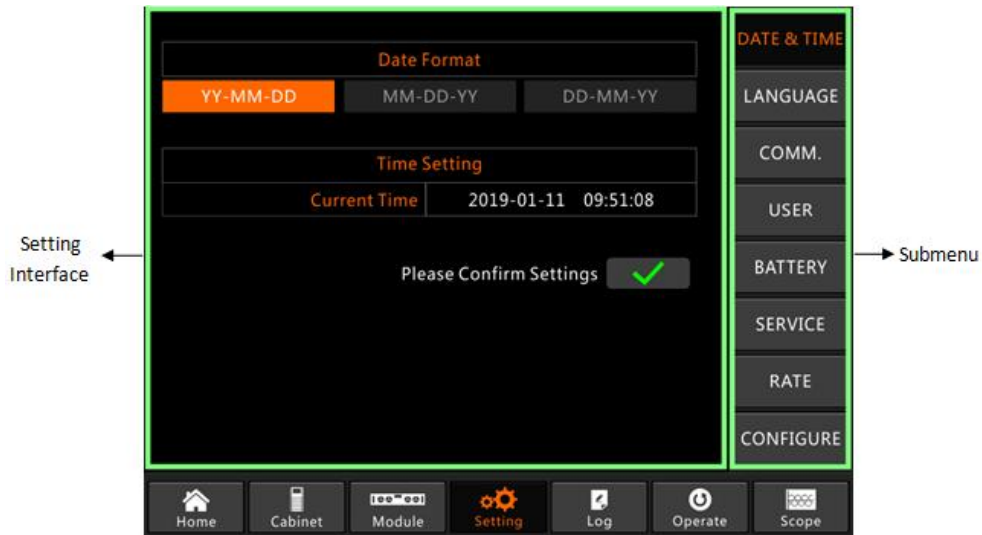 Date Format
YY-MM-DD MM-DD-YY DD-MM-YY
Time Setting
Current Time 2019-01-11 09:51:08
Please Confirm Settings
DATE & TIME
LANGUAGE
COMM.
USER
BATTERY
SERVICE
RATE
CONFIGURE
Setting
Interface
Submenu
Home Cabinet Module Setting Log Operate Scope